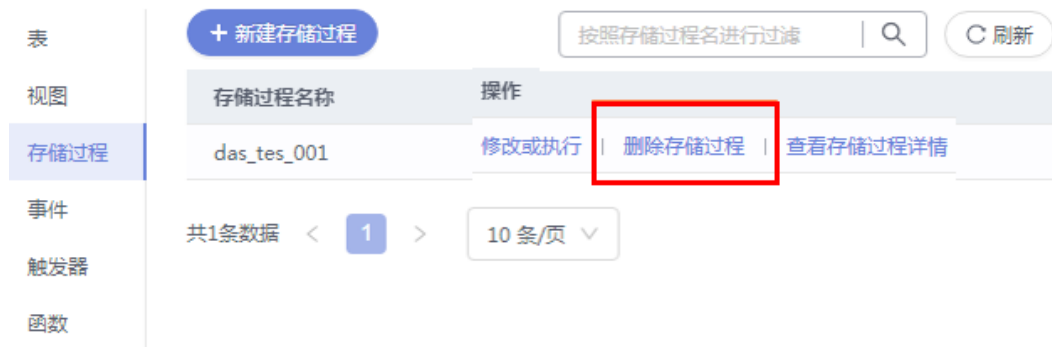 表
视图
存储过程
事件
触发器
函数
+ 新建存储过程
按照存储过程名进行过滤
刷新
存储过程名称 操作
das_tes_001 修改或执行 | 删除存储过程 | 查看存储过程详情
共1条数据 < 1 > 10 条/页